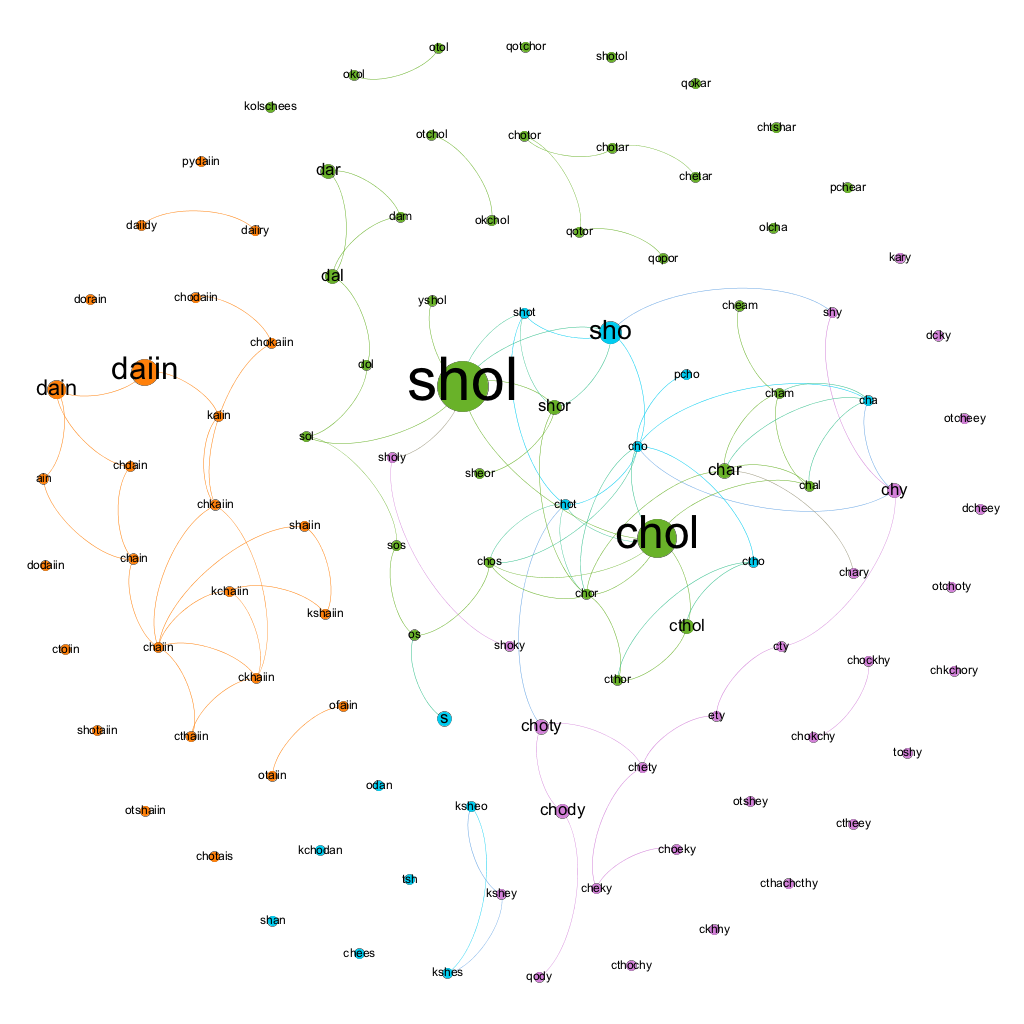 otol
qotchor
shotol
okol
qokar
kolschees
chtshar
otchol
chotor
chotar
pydaiin
dar
chetar
pchear
daiidy
daiiry
dam
okchol
qotor
olcha
qopor
kary
dorain
chodaiin
dal
yshol
shot
cheam
shy
chokaiin
sho
dcky
dain
daiin
dol
shol
pcho
cham
cha
kaiin
shor
otcheey
sol
sholy
cho
ain
chdain
sheor
char
chal
chy
chkaiin
chot
dcheey
shaiin
chol
dodaiin
chain
sos
chos
ctho
chary
kchaiin
kshaiin
chor
otchoty
ctoiin
chaiin
os
shoky
cthol
cty
chockhy
ckhaiin
cthor
chkchory
shotaiin
cthaiin
ofaiin
s
choty
ety
chokchy
toshy
otaiin
chety
otshaiin
odan
ksheo
chody
otshey
ctheey
chotais
kchodan
choeky
tsh
kshey
cheky
cthachcthy
shan
chees
kshes
qody
cthochy
ckhhy